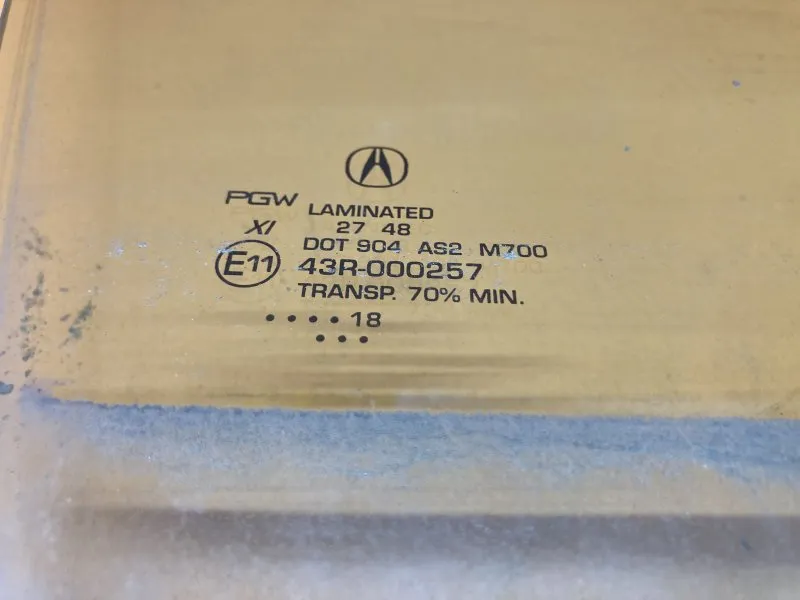 PGW LAMINATED
XI 27 48
DOT 904 AS2 M700
E11 43R-000257
TRANSP. 70% MIN.
••••18
•••